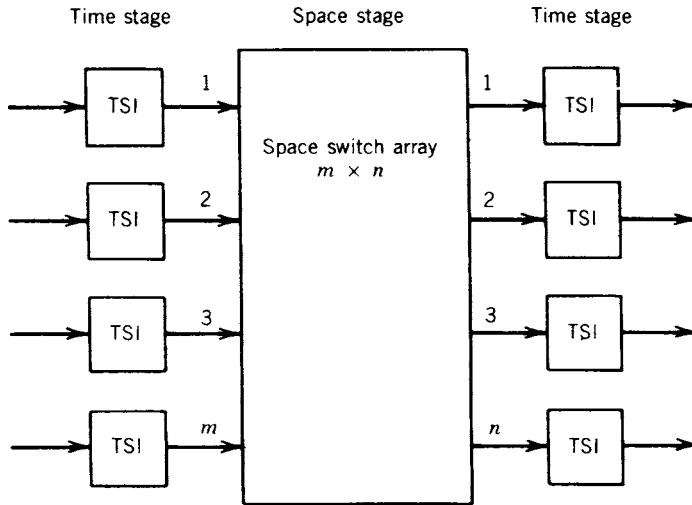 Time stage
Space stage
Time stage
TSI
1
1
TSI
Space switch array
m × n
TSI
2
2
TSI
TSI
3
3
TSI
TSI
m
n
TSI